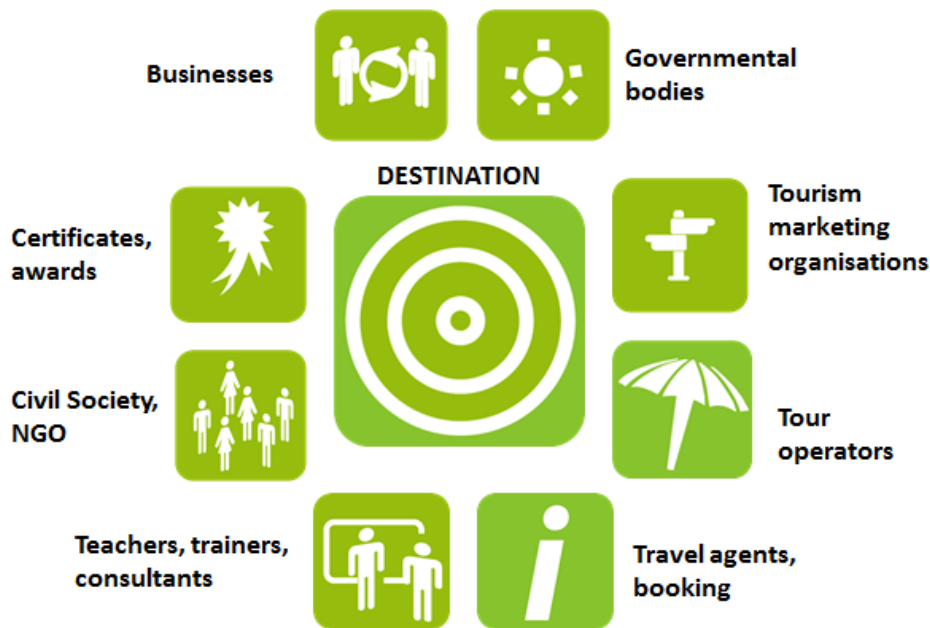 Businesses
Governmental
bodies
DESTINATION
Certificates,
awards
Tourism
marketing
organisations
Civil Society,
NGO
Tour
operators
Teachers, trainers,
consultants
Travel agents,
booking